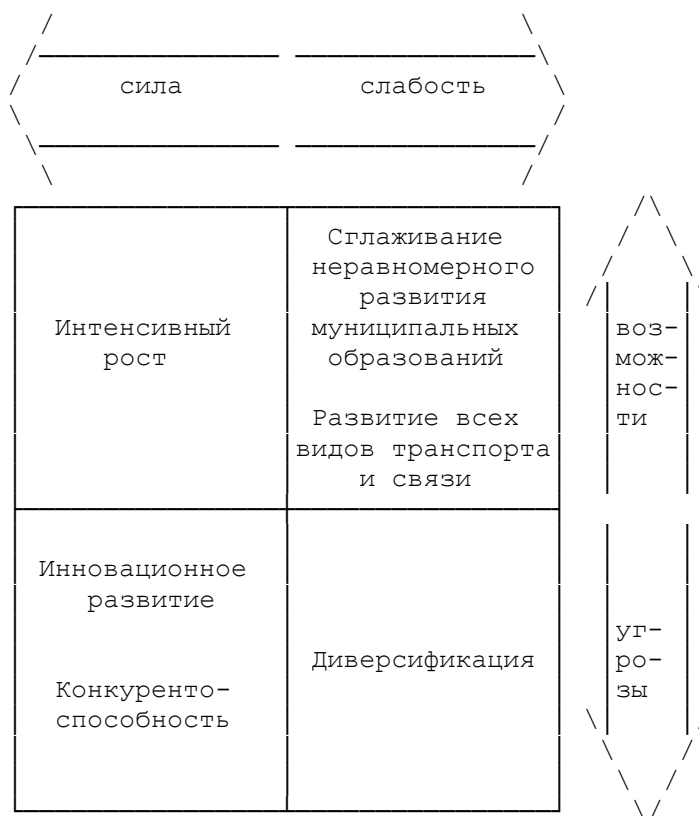 сила
слабость
Интенсивный
рост
Сглаживание
неравномерного
развития
муниципальных
образований
Развитие всех
видов транспорта
и связи
воз-
мож-
нос-
ти
Инновационное
развитие
Конкуренто-
способность
Диверсификация
уг-
ро-
зы